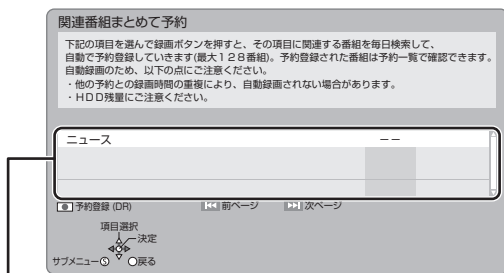 関連番組まとめて予約
下記の項目を選んで録画ボタンを押すと、その項目に関連する番組を毎日検索して、
自動で予約登録していきます(最大１２８番組)。予約登録された番組は予約一覧で確認できます。
自動録画のため、以下の点にご注意ください。
・他の予約との録画時間の重複により、自動録画されない場合があります。
・ＨＤＤ残量にご注意ください。
ニュース −−
予約登録 (DR) 前ページ 次ページ
項目選択
決定
サブメニュー Ⓢ 戻る